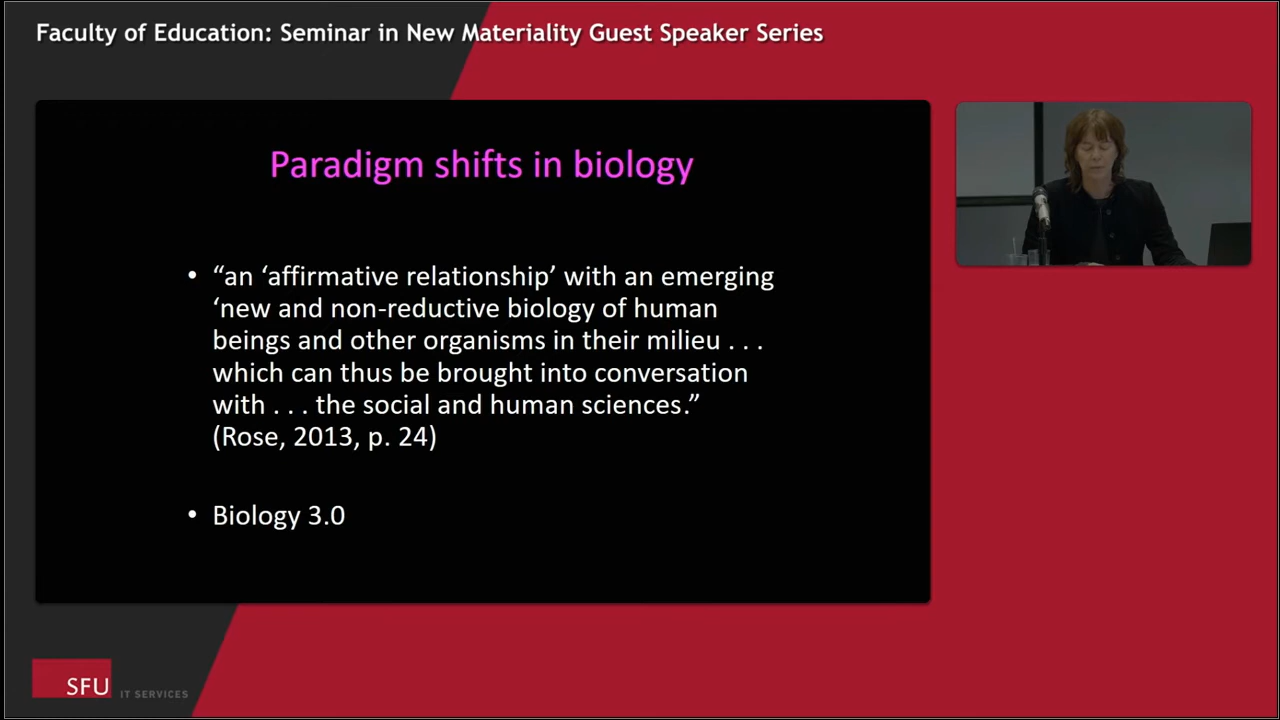 Faculty of Education: Seminar in New Materiality Guest Speaker Series
Paradigm shifts in biology
• “an ‘affirmative relationship’ with an emerging
‘new and non-reductive biology of human
beings and other organisms in their milieu . . .
which can thus be brought into conversation
with . . . the social and human sciences.”
(Rose, 2013, p. 24)
• Biology 3.0
SFU IT SERVICES